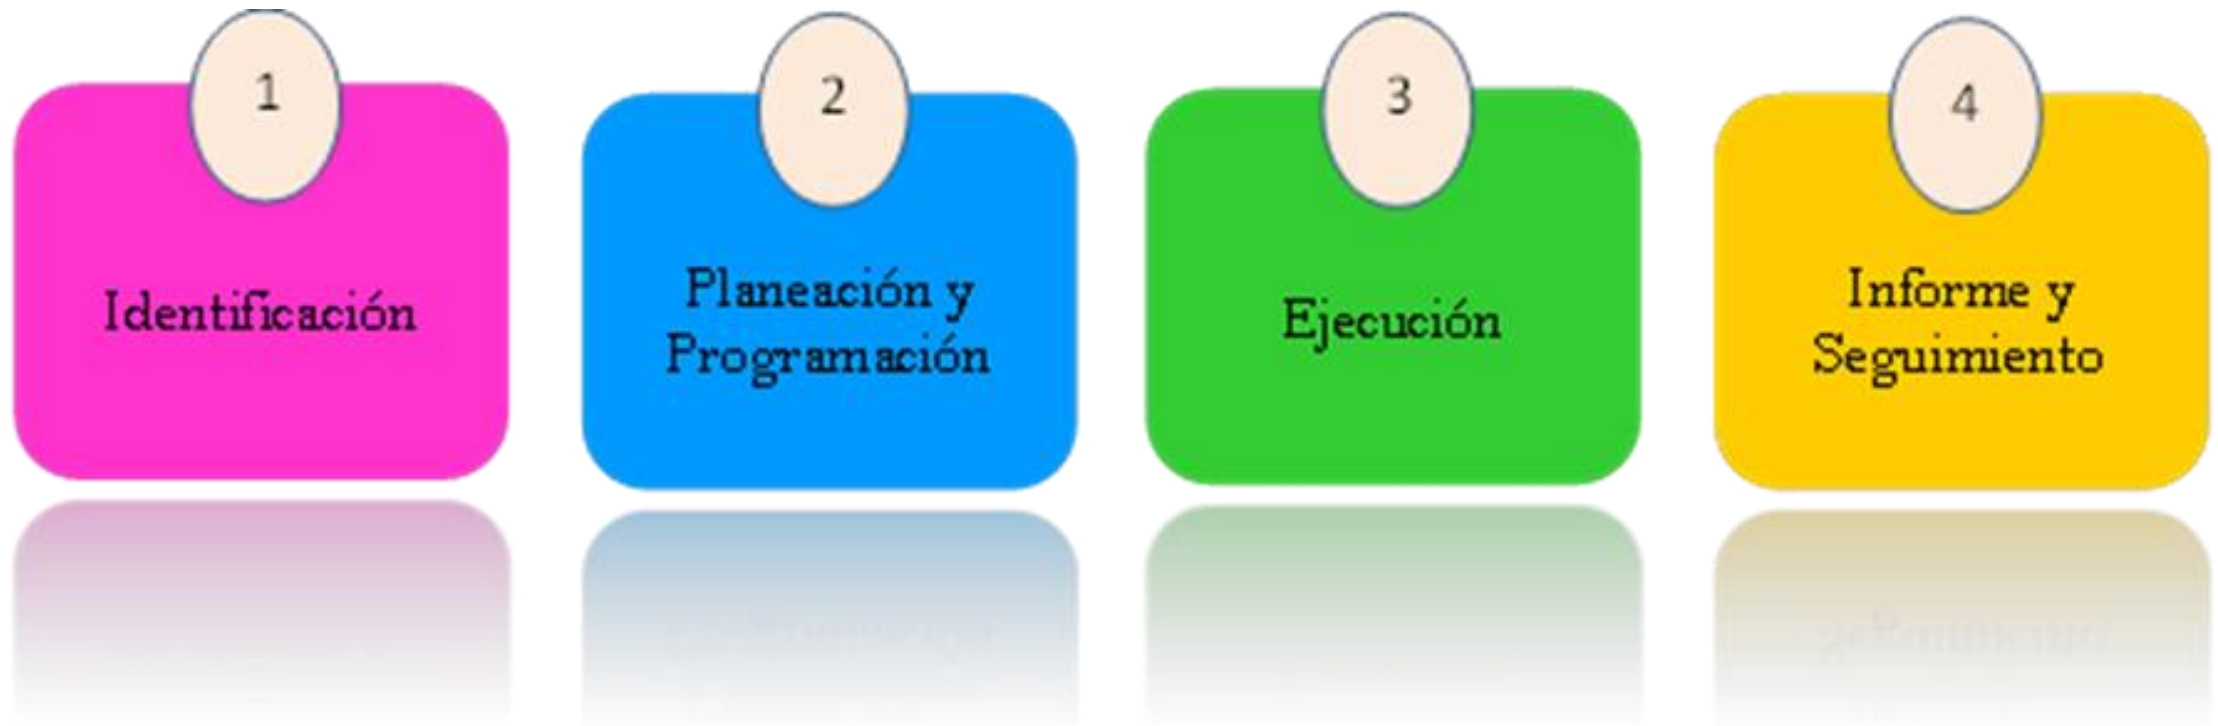 1
Identificación
2
Planeación y
Programación
3
Ejecución
4
Informe y
Seguimiento